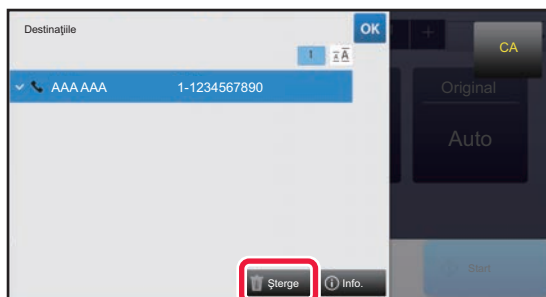 Destinaţiile
OK
CA
1
AAA AAA 1-1234567890
Original
Auto
Şterge
Info.
Start